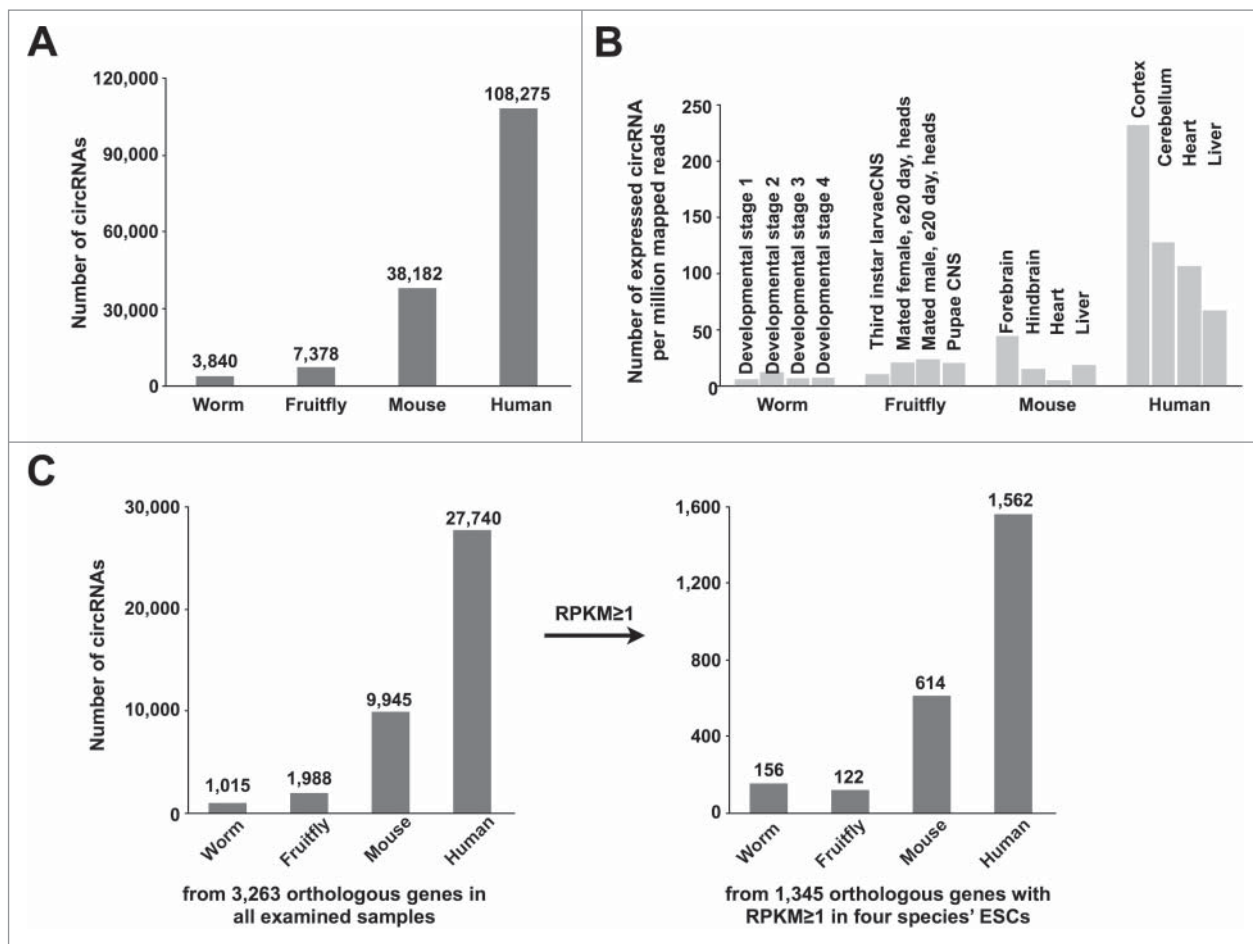 A
Number of circRNAs
120,000
90,000
60,000
30,000
0
3,840
7,378
38,182
108,275
Worm
Fruitfly
Mouse
Human
B
Number of expressed circRNA
per million mapped reads
250
200
150
100
50
0
Developmental stage 1
Developmental stage 2
Developmental stage 3
Developmental stage 4
Third instar larvaeCNS
Mated female, e20 day, heads
Mated male, e20 day, heads
Pupae CNS
Forebrain
Hindbrain
Heart
Liver
Cortex
Cerebellum
Heart
Liver
Worm
Fruitfly
Mouse
Human
C
Number of circRNAs
30,000
20,000
10,000
0
1,015
1,988
9,945
27,740
Worm
Fruitfly
Mouse
Human
from 3,263 orthologous genes in
all examined samples
RPKM≥1
1,600
1,200
800
400
0
156
122
614
1,562
Worm
Fruitfly
Mouse
Human
from 1,345 orthologous genes with
RPKM≥1 in four species' ESCs